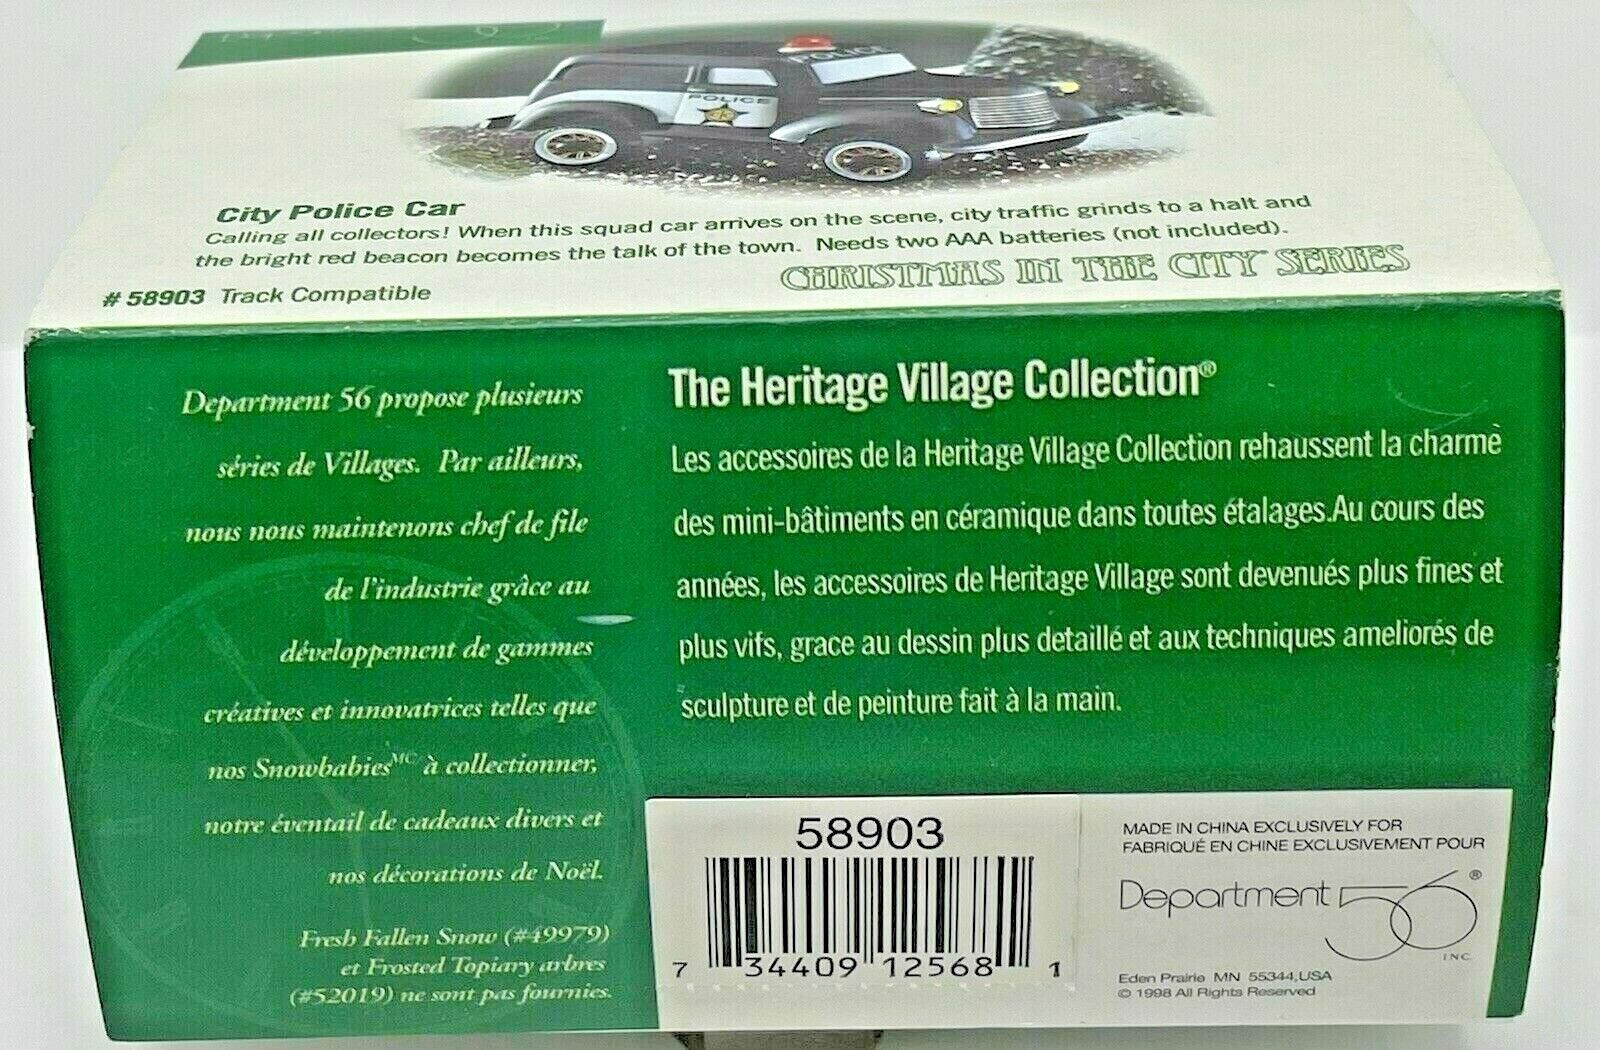 POLICE
POLICE
City Police Car
Calling all collectors! When this squad car arrives on the scene, city traffic grinds to a halt and
the bright red beacon becomes the talk of the town. Needs two AAA batteries (not included).
CHRISTMAS IN THE CITY SERIES
# 58903 Track Compatible
Department 56 propose plusieurs
séries de Villages. Par ailleurs,
nous nous maintenons chef de file
de l'industrie grâce au
développement de gammes
créatives et innovatrices telles que
nos Snowbabies MC à collectionner,
notre éventail de cadeaux divers et
nos décorations de Noël.
Fresh Fallen Snow (#49979)
et Frosted Topiary arbres
(#52019) ne sont pas fournies.
The Heritage Village Collection®
Les accessoires de la Heritage Village Collection rehaussent la charme
des mini-bâtiments en céramique dans toutes étalages.Au cours des
années, les accessoires de Heritage Village sont devenués plus fines et
plus vifs, grace au dessin plus detaillé et aux techniques ameliorés de
sculpture et de peinture fait à la main.
58903
7 34409 12568 1
MADE IN CHINA EXCLUSIVELY FOR
FABRIQUÉ EN CHINE EXCLUSIVEMENT POUR
Department 56®
INC.
Eden Prairie MN 55344,USA
© 1998 All Rights Reserved